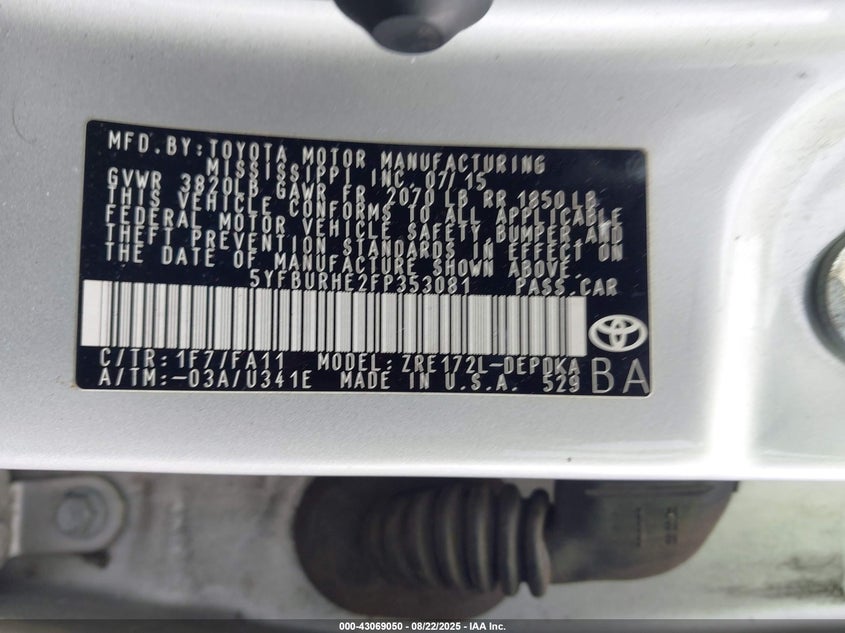 MFD. BY: TOYOTA MOTOR MANUFACTURING
MISSISSIPPI INC. 07/15
GVWR 3820LB GAWR FR 2070 LB RR 1850 LB
THIS VEHICLE CONFORMS TO ALL APPLICABLE
FEDERAL MOTOR VEHICLE SAFETY BUMPER AND
THEFT PREVENTION STANDARDS IN EFFECT ON
THE DATE OF MANUFACTURE SHOWN ABOVE.
5YFBURHE2FP353081 PASS.CAR
C/TR:1F7/FA11 MODEL:ZRE172L-DEPDKA
A/TM:-03A/U341E MADE IN U.S.A. 529
BA
000-43069050 - 08/22/2025 - IAA Inc.